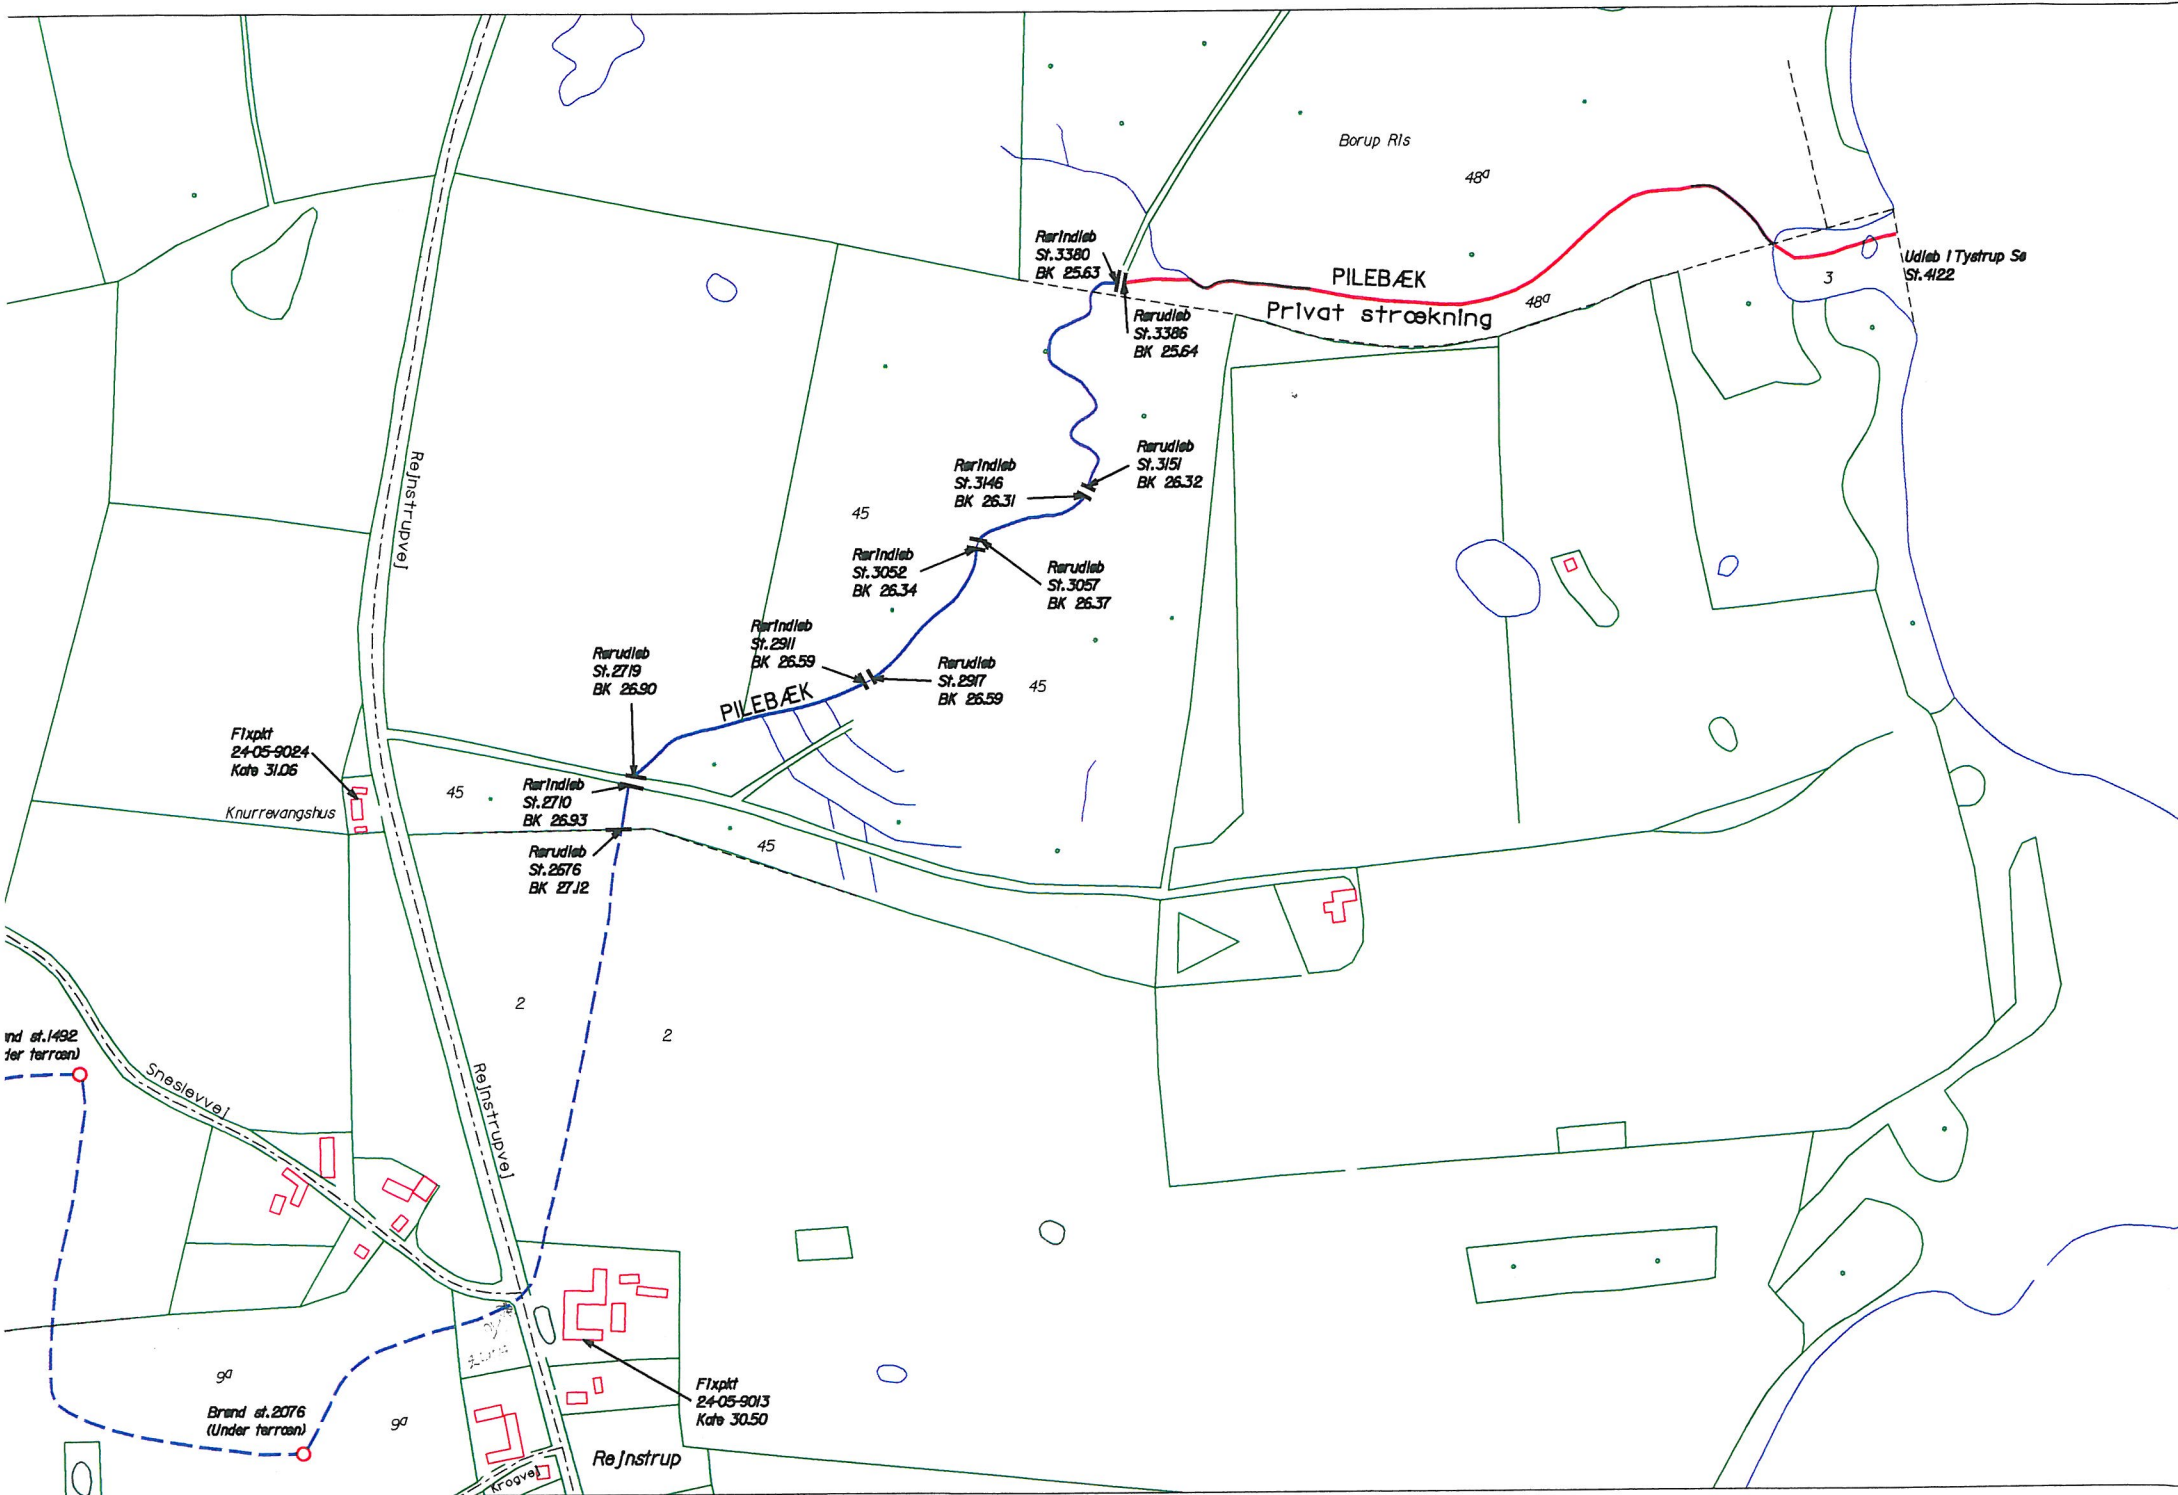 Borup RIs
48ª
Rørindløb
St.3380
BK 25.63
PILEBÆK
48ª
Privat strækning
Udløb i Tystrup Sø
St.4122
3
Rørudløb
St.3386
BK 25.64
Rejnstrupvej
Rørudløb
St.3151
BK 26.32
Rørindløb
St.3146
BK 26.31
45
Rørindløb
St.3052
BK 26.34
Rørudløb
St.3057
BK 26.37
Rørindløb
St.2911
BK 26.59
Rørudløb
St.2719
BK 26.90
Rørudløb
St.2917
BK 26.59
45
PILEBÆK
Fixpkt
24-05-9024
Kote 31.06
Knurrevangshus
45
Rørindløb
St.2710
BK 26.93
45
Rørudløb
St.2676
BK 27.12
2
2
st.1492
terræn)
Sneslevvej
Rejnstrupvej
9ª
Brønd st.2076
(Under terræn)
9ª
Fixpkt
24-05-9013
Kote 30.50
Rejnstrup
Krogvej